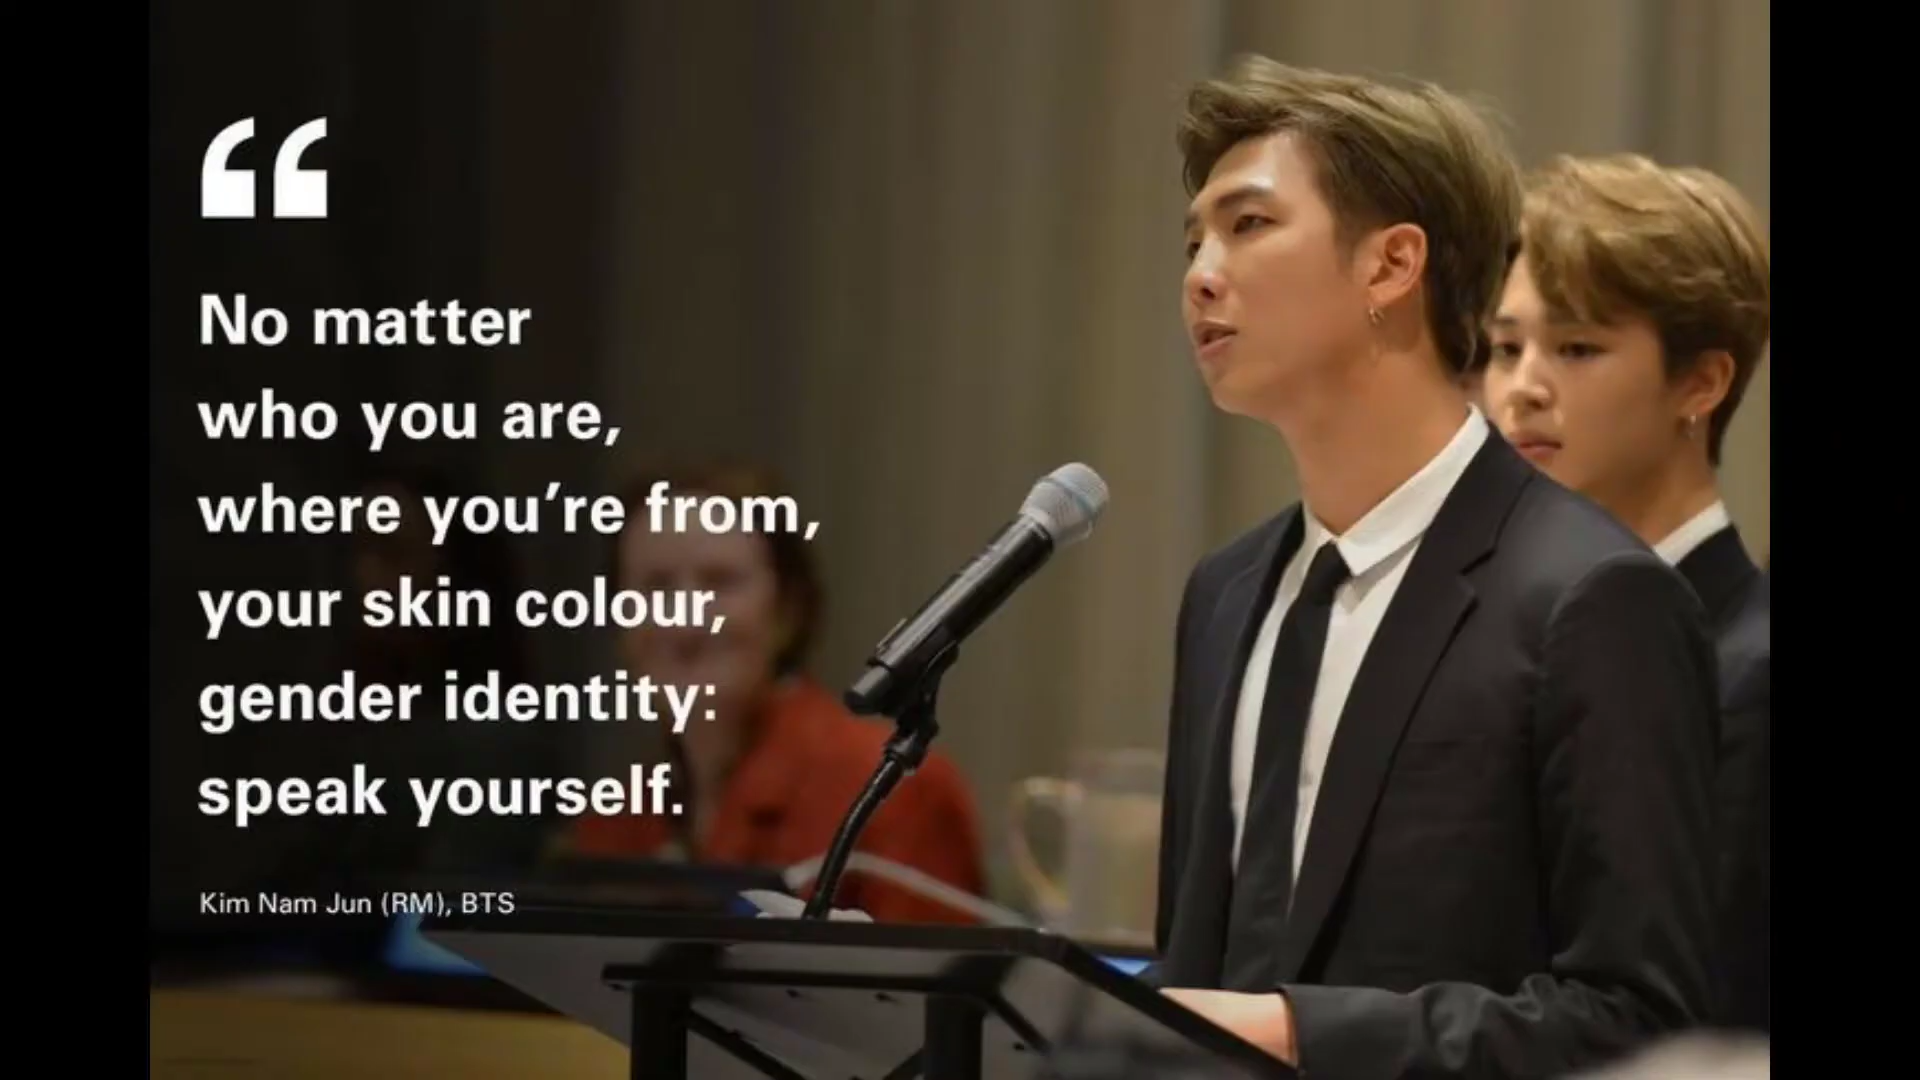 “
No matter
who you are,
where you’re from,
your skin colour,
gender identity:
speak yourself.
Kim Nam Jun (RM), BTS